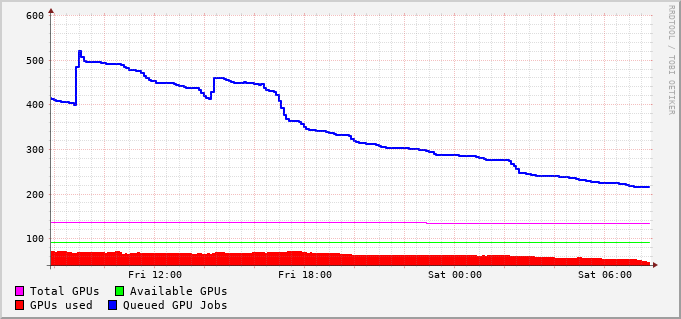 600
500
400
300
200
100
Fri 12:00 Fri 18:00 Sat 00:00 Sat 06:00
Total GPUs Available GPUs
GPUs used Queued GPU Jobs
RRDTOOL / TOBI OETIKER